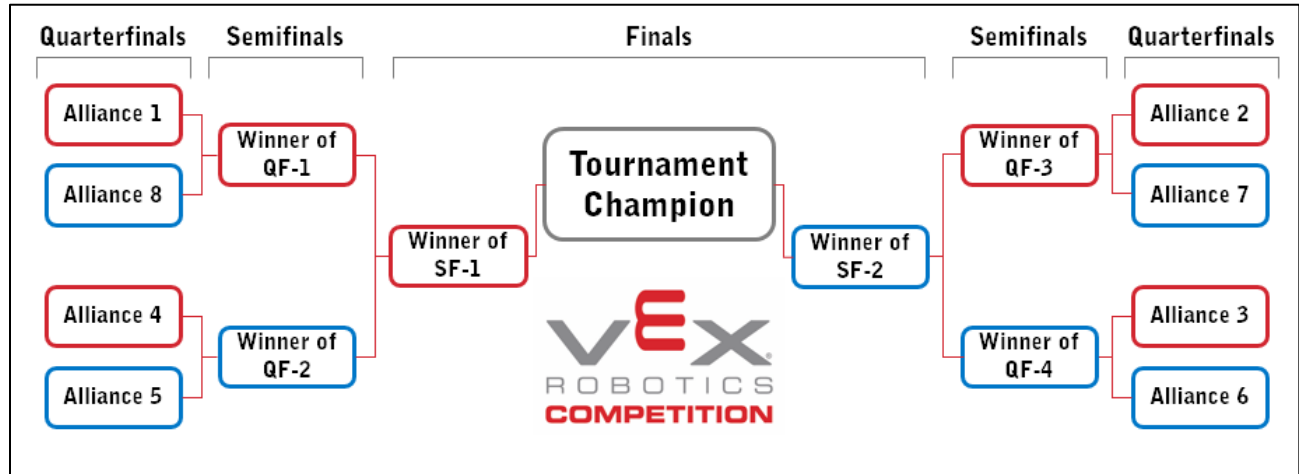 Quarterfinals
Semifinals
Finals
Semifinals
Quarterfinals
Alliance 1
Alliance 8
Alliance 4
Alliance 5
Winner of
QF-1
Winner of
QF-2
Winner of
SF-1
Tournament
Champion
VEX
ROBOTICS
COMPETITION
Winner of
SF-2
Winner of
QF-3
Winner of
QF-4
Alliance 2
Alliance 7
Alliance 3
Alliance 6